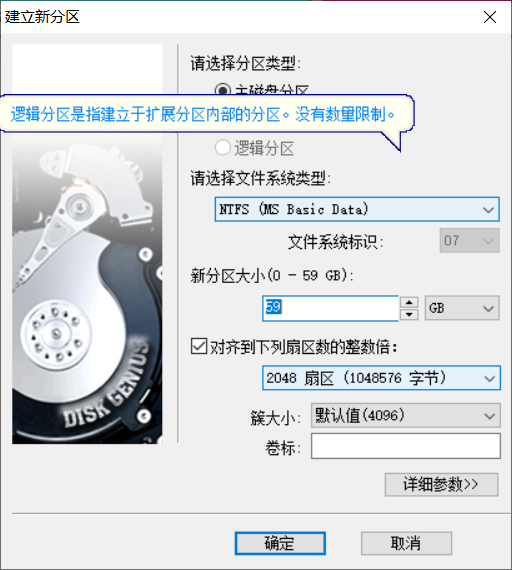 建立新分区
请选择分区类型:
主磁盘分区
逻辑分区是指建立于扩展分区内部的分区。没有数量限制。
逻辑分区
请选择文件系统类型:
NTFS (MS Basic Data)
文件系统标识: 07
新分区大小(0 - 59 GB):
59 GB
对齐到下列扇区数的整数倍:
2048 扇区 (1048576 字节)
簇大小: 默认值(4096)
卷标:
详细参数>>
确定 取消
DISK GENIUS